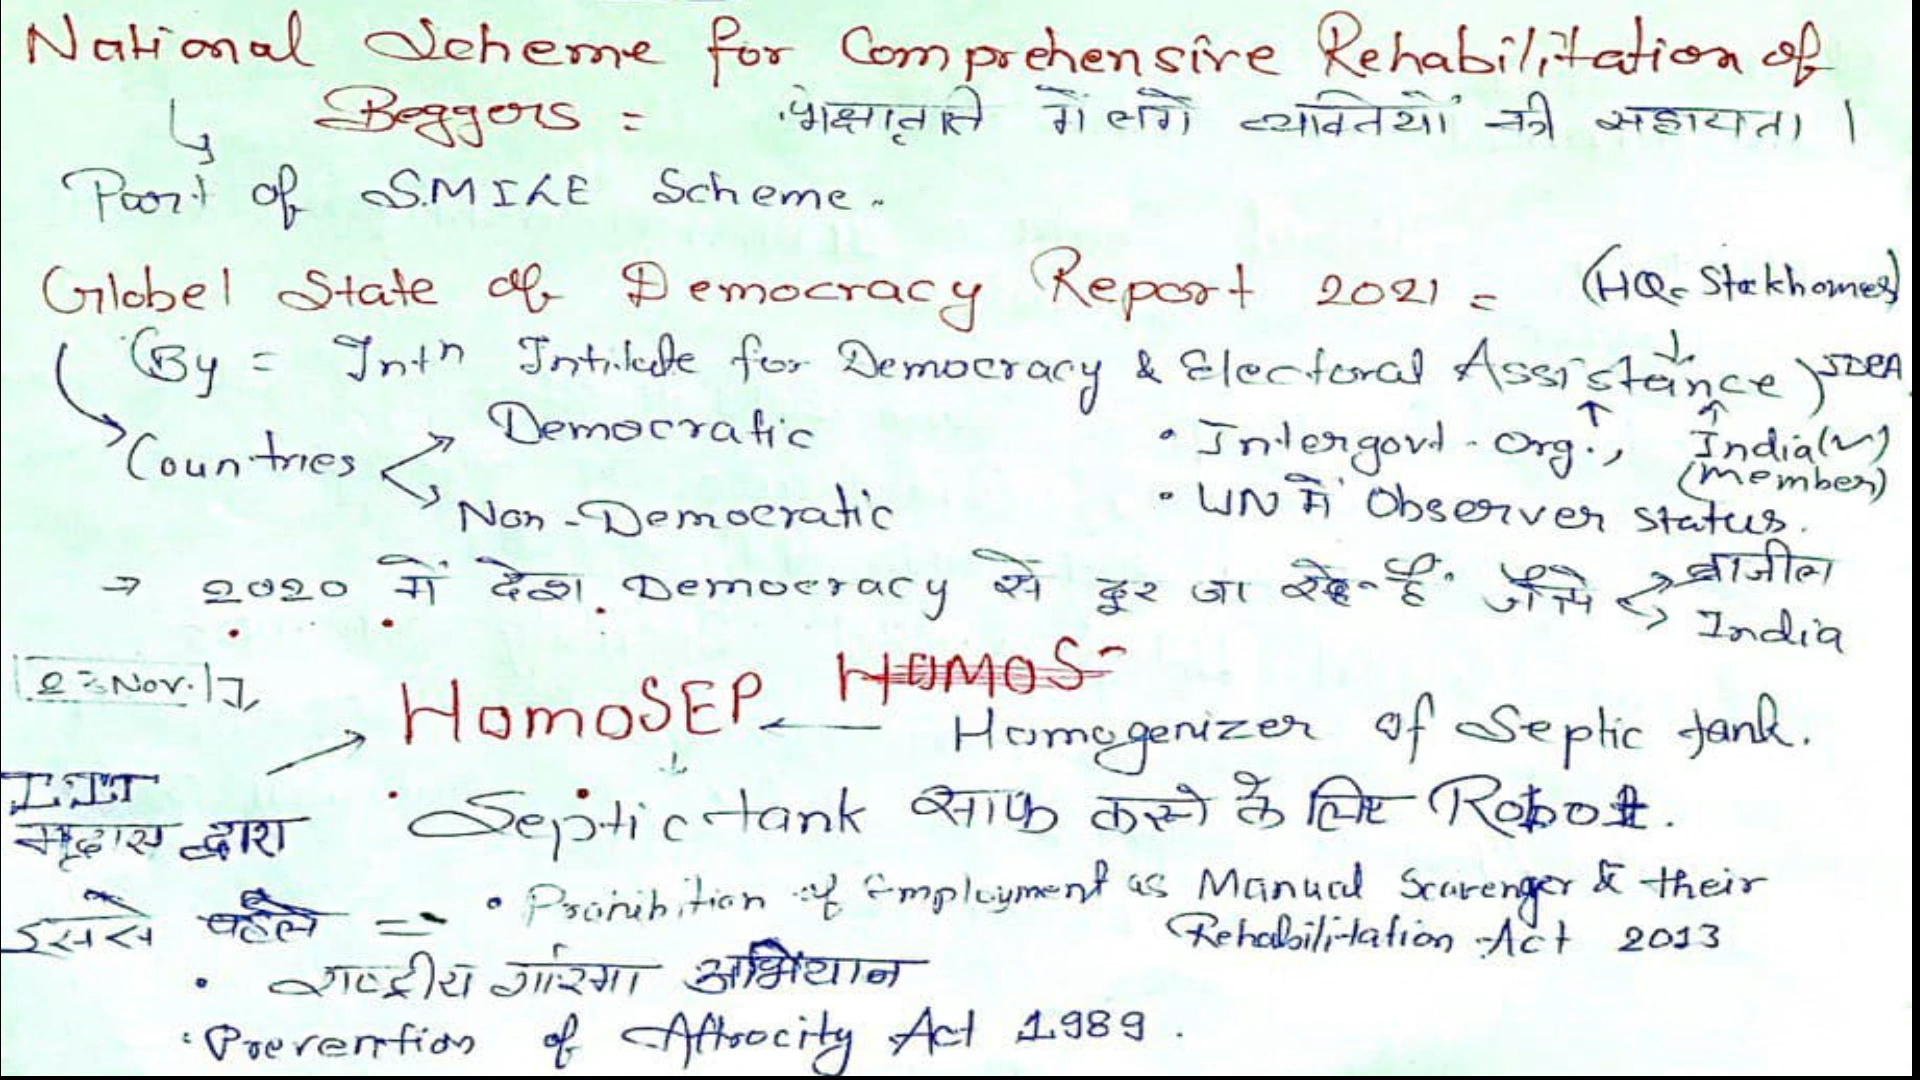 National Scheme for Comprehensive Rehabilitation of
Beggors = भिक्षावृत्ति में लगे व्यक्तियों की सहायता ।
Part of SMILE Scheme.
Globel State of Democracy Report 2021 = (HQ= Stokhomes)
(By = Intn Intitute for Democracy & Electoral Assistance) IDEA
Countries Democratic
• Intergovt. Org., India(✓)
(member)
Non-Democratic
• UN में Observer status.
→ 2020 में देश Democracy से दूर जा रहे हैं जैसे ब्राजील
India
23 Nov.
HomoSEP HOMOS-
Homogenizer of Septic tank.
IIT
मद्रास द्वारा
Septic tank साफ करने के लिए Robot.
इससे पहले = • Prohibition of Employment as Manual Scavenger & their
Rehabilitation Act 2013
• राष्ट्रीय गरिमा अभियान
• Prevention of Attrocity Act 1989.